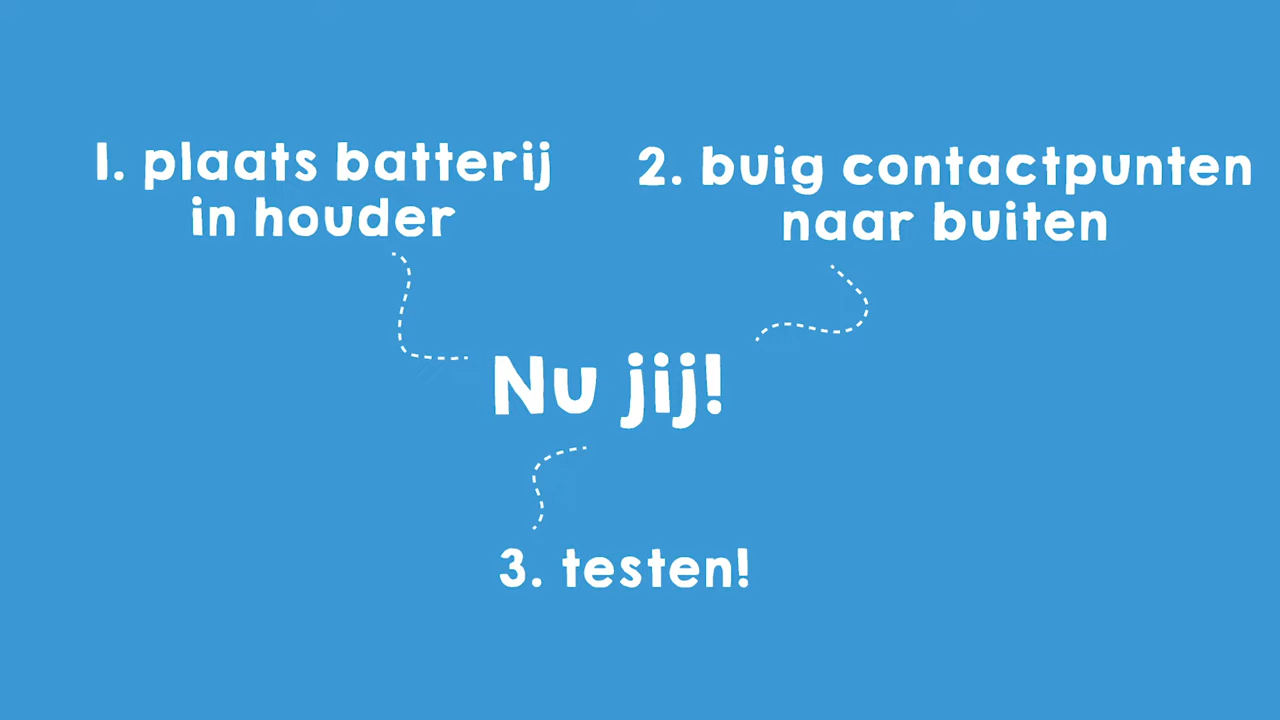 1. plaats batterij
in houder
2. buig contactpunten
naar buiten
Nu jij!
3. testen!